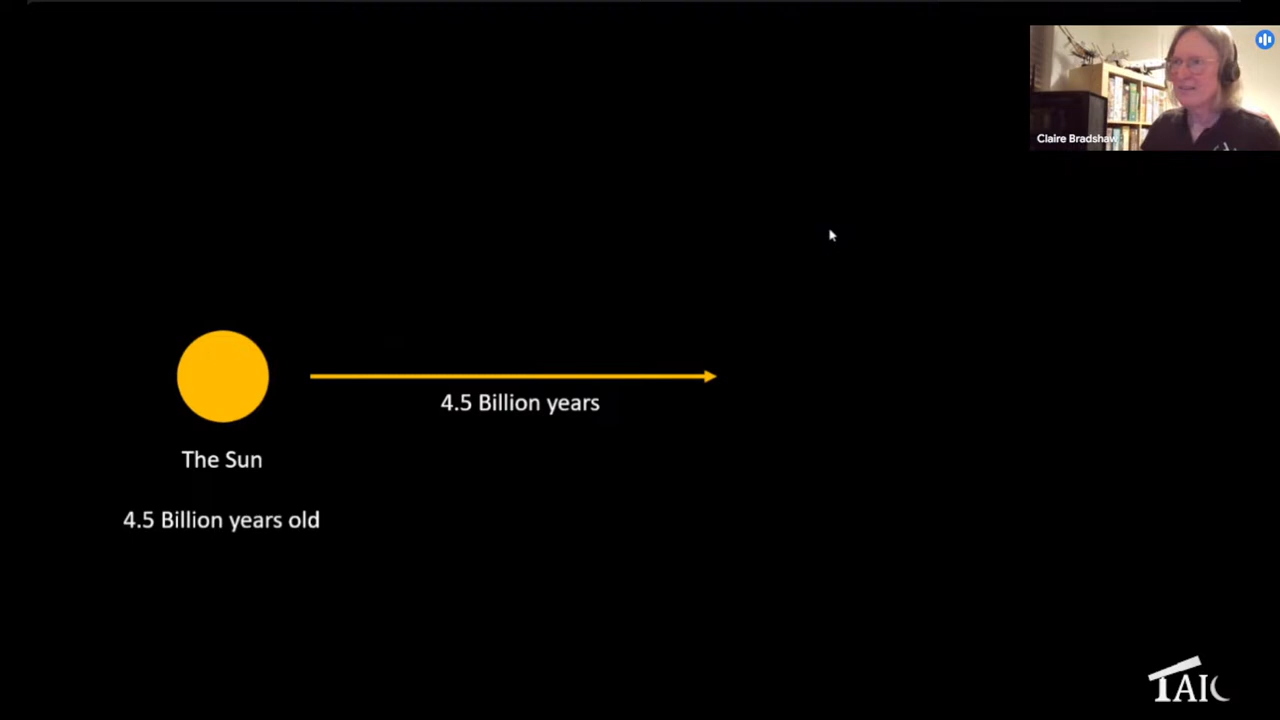 Claire Bradshaw
4.5 Billion years
The Sun
4.5 Billion years old
TAIC